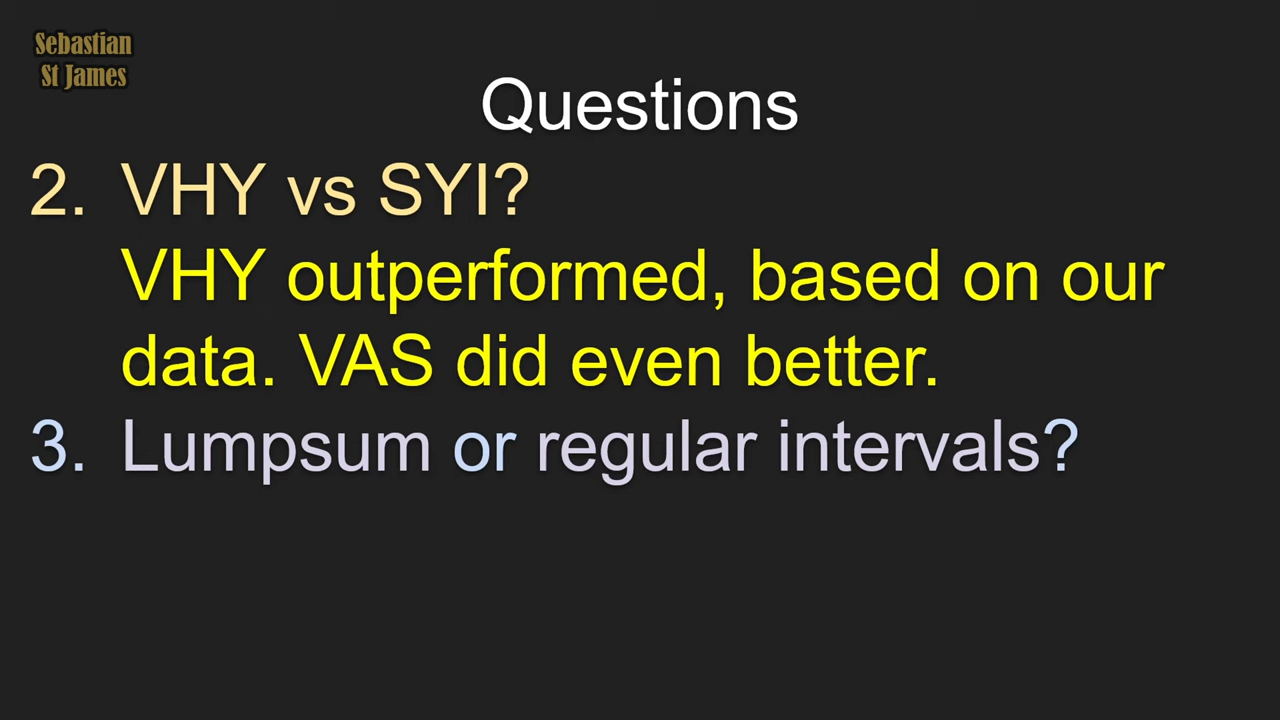 Sebastian
St James
Questions
2. VHY vs SYI?
VHY outperformed, based on our
data. VAS did even better.
3. Lumpsum or regular intervals?